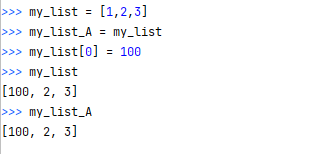 >>> my_list = [1,2,3]
>>> my_list_A = my_list
>>> my_list[0] = 100
>>> my_list
[100, 2, 3]
>>> my_list_A
[100, 2, 3]